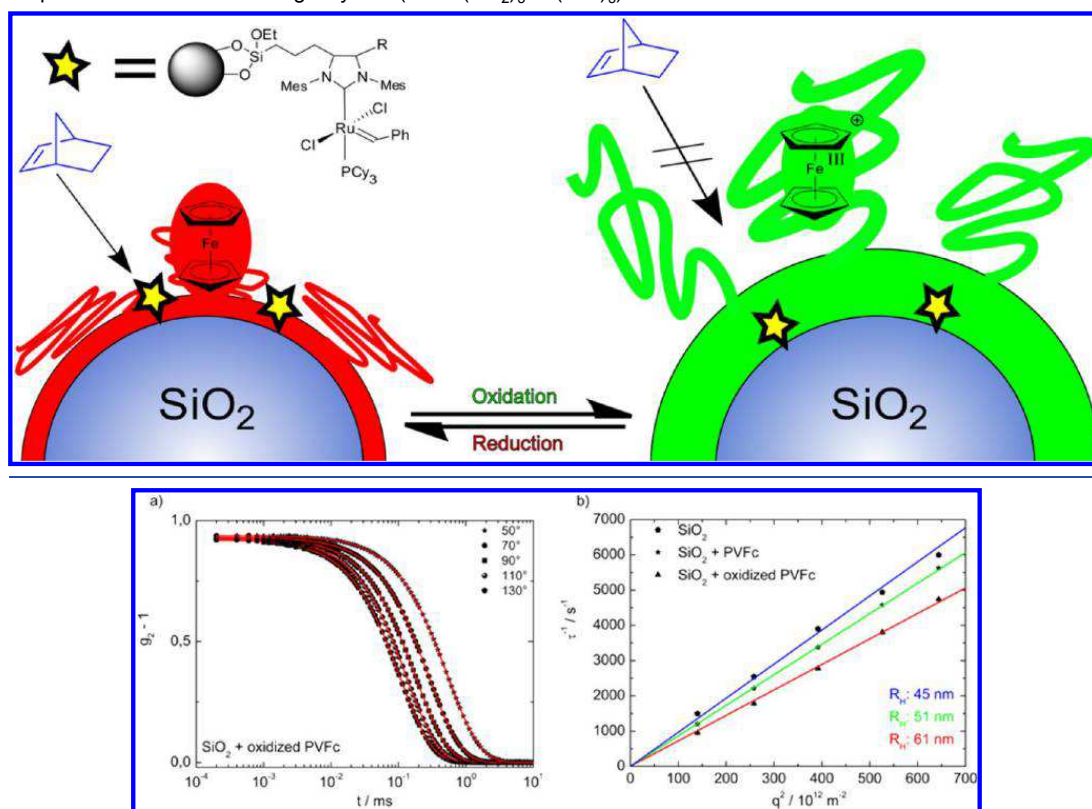 OEt
O
Si
O
R
Mes
N
N
Mes
Cl
Ru
Cl
Ph
PCy3
Fe
SiO2
Oxidation
Reduction
⊕
III
Fe
SiO2
a)
1,0
0,5
0,0
g2 - 1
50°
70°
90°
110°
130°
SiO2 + oxidized PVFc
10-4 10-3 10-2 10-1 100 101
t / ms
b)
7000
6000
5000
4000
3000
2000
1000
0
τ-1 / s-1
SiO2
SiO2 + PVFc
SiO2 + oxidized PVFc
RH: 45 nm
RH: 51 nm
RH: 61 nm
0 100 200 300 400 500 600 700
q2 / 1012 m-2